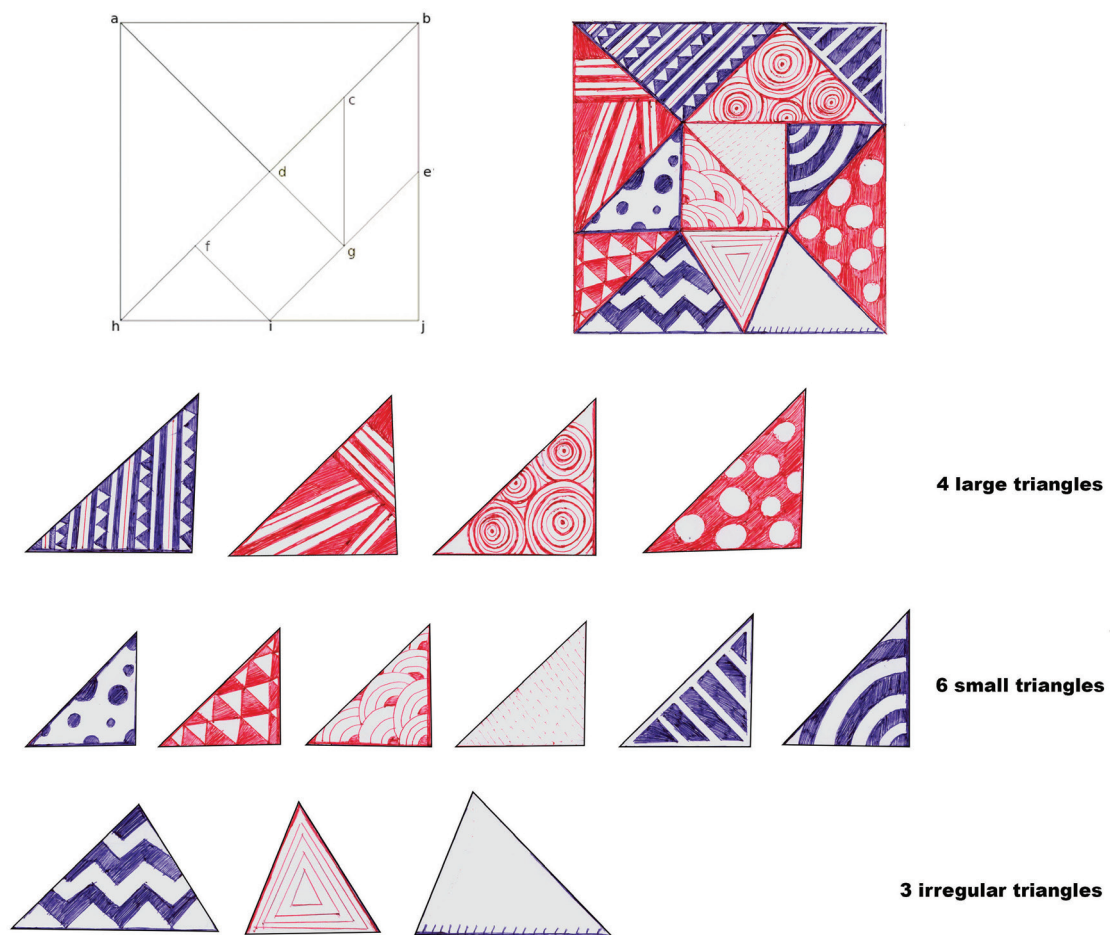 a
b
c
d
e
f
g
h
i
j
4 large triangles
6 small triangles
3 irregular triangles